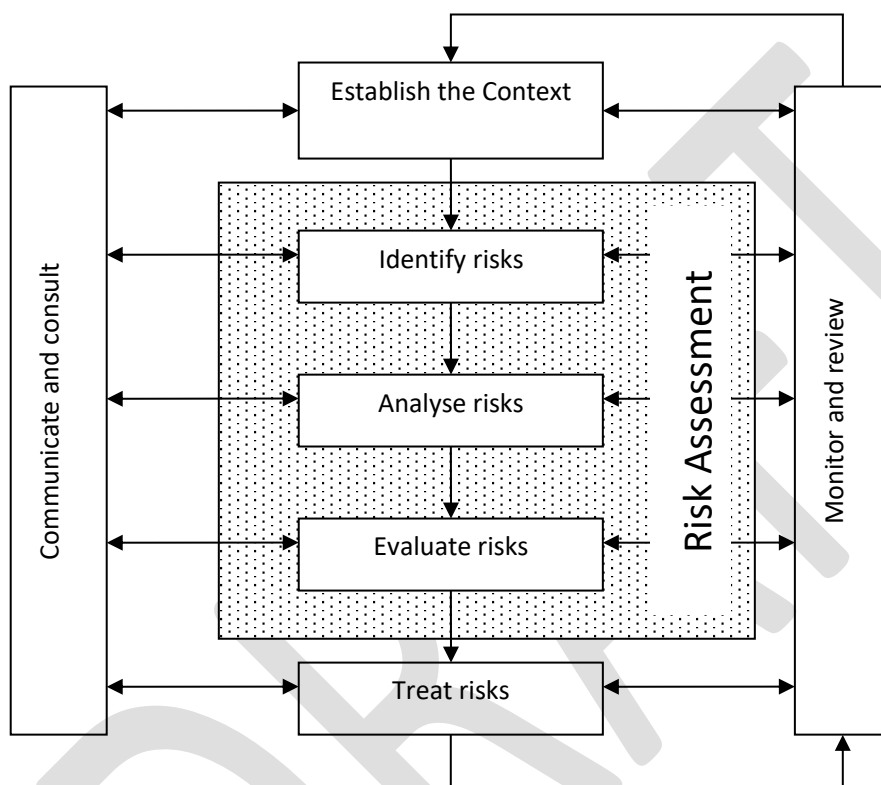 Establish the Context
Identify risks
Analyse risks
Evaluate risks
Treat risks
Communicate and consult
Risk Assessment
Monitor and review
DRAFT